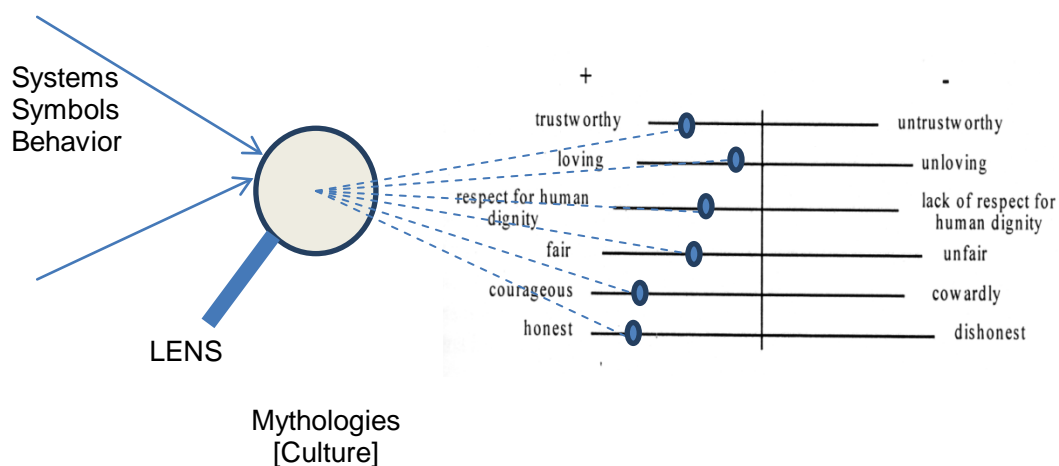 Systems
Symbols
Behavior
LENS
Mythologies
[Culture]
+
-
trustworthy
untrustworthy
loving
unloving
respect for human
dignity
lack of respect for
human dignity
fair
unfair
courageous
cowardly
honest
dishonest